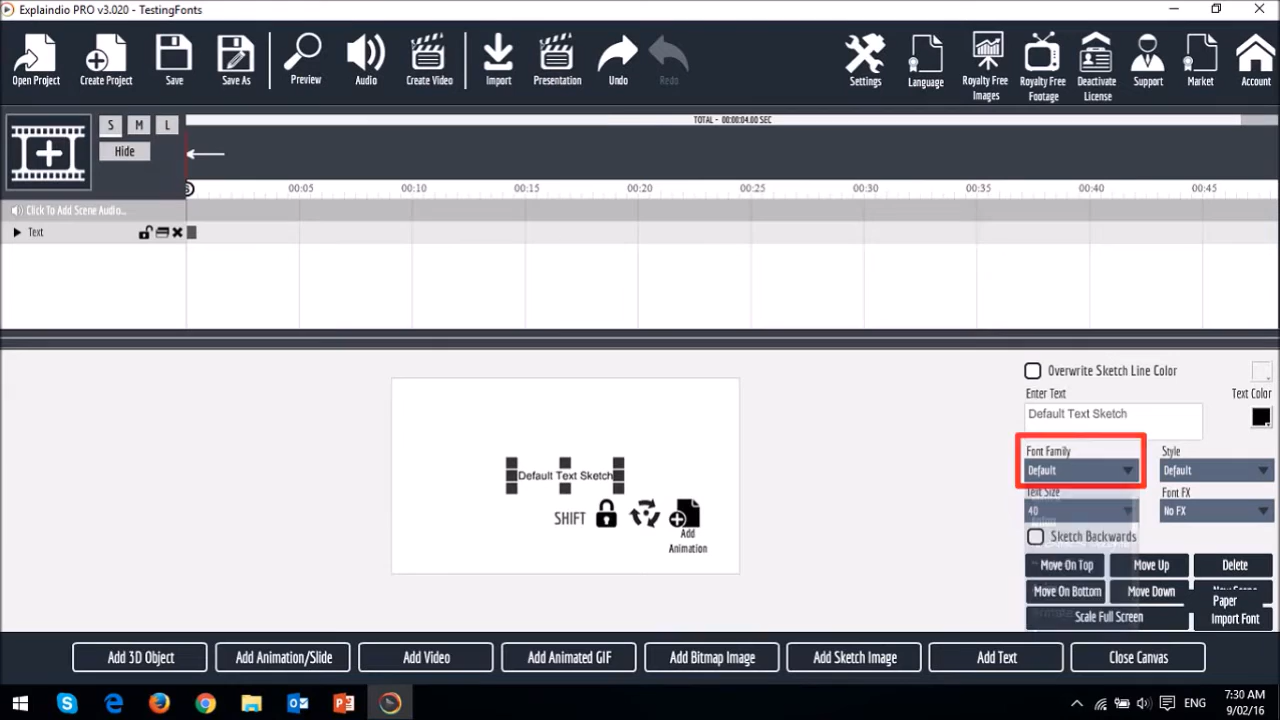 Explaindio PRO v3.020 - TestingFonts
Open Project
Create Project
Save
Save As
Preview
Audio
Create Video
Import
Presentation
Undo
Redo
Settings
Language
Royalty Free
Images
Royalty Free
Footage
Deactivate
License
Support
Market
Account
S M L
Hide
TOTAL - 00:00:04.00 SEC
00:05 00:10 00:15 00:20 00:25 00:30 00:35 00:40 00:45
Click To Add Scene Audio...
Text
Overwrite Sketch Line Color
Enter Text
Text Color
Default Text Sketch
Font Family
Style
Default
Default
Text Size
Font FX
40
No FX
Sketch Backwards
Default Text Sketch
SHIFT
Add
Animation
Move On Top Move Up Delete
Move On Bottom Move Down New Scene
Paper
Scale Full Screen
Import Font
Add 3D Object
Add Animation/Slide
Add Video
Add Animated GIF
Add Bitmap Image
Add Sketch Image
Add Text
Close Canvas
ENG
7:30 AM
9/02/16